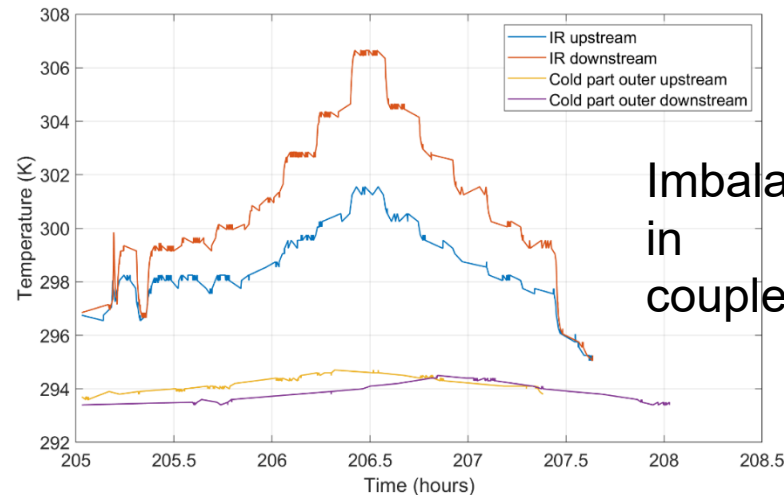 308
306
304
302
300
298
296
294
292
Temperature (K)
IR upstream
IR downstream
Cold part outer upstream
Cold part outer downstream
in
205
205.5
206
206.5
207
207.5
208
208.5
Time (hours)